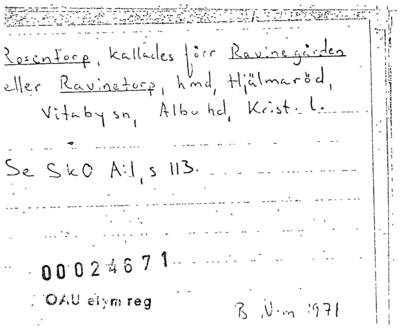 Rosentorp, kallades förr Ravinegården
eller Ravinetorp, hmd, Hjälmaröd,
Vitaby sn, Albo hd, Krist. l.
Se SkO A:1, s 113.
00024671
OAU etym reg
B 1971